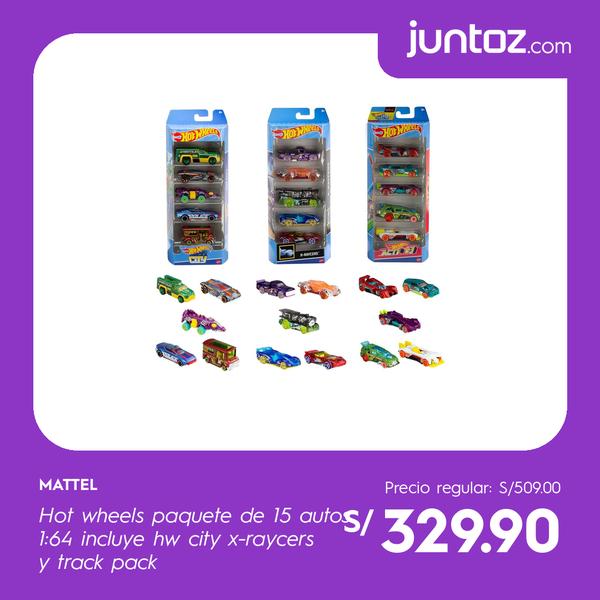 juntoz.com
Hot Wheels
Hot Wheels
Hot Wheels
CITY
X-RAYCERS
MATTEL
Precio regular: S/509.00
Hot wheels paquete de 15 autos
S/ 329.90
1:64 incluye hw city x-raycers
y track pack